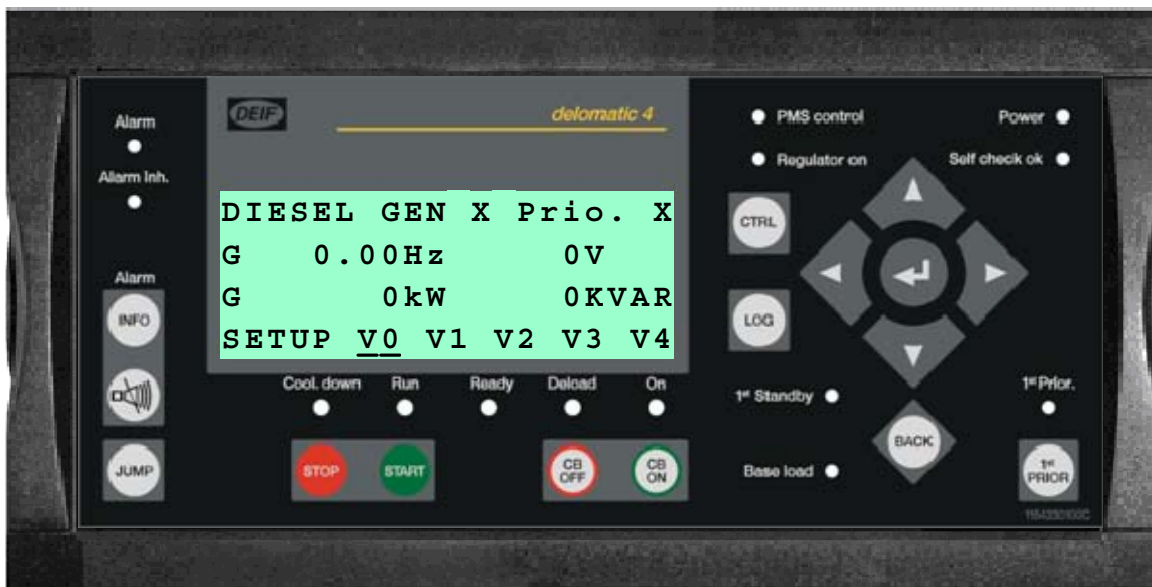 DEIF
delomatic 4
Alarm
Alarm Inh.
PMS control
Power
Regulator on
Self check ok
DIESEL GEN X Prio. X
G 0.00Hz 0V
G 0kW 0KVAR
SETUP V0 V1 V2 V3 V4
CTRL
LOG
Alarm
INFO
JUMP
Cool. down Run Ready Deload On
STOP START CB OFF CB ON
1st Standby
Base load
BACK
1st Prior.
1st PRIOR